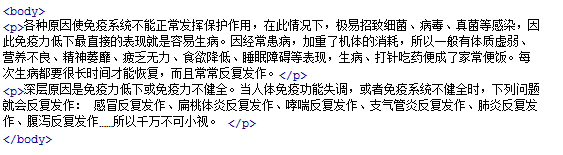 <body>
<p>各种原因使免疫系统不能正常发挥保护作用，在此情况下，极易招致细菌、病毒、真菌等感染，因
此免疫力低下最直接的表现就是容易生病。因经常患病，加重了机体的消耗，所以一般有体质虚弱、
营养不良、精神萎靡、疲乏无力、食欲降低、睡眠障碍等表现，生病、打针吃药便成了家常便饭。每
次生病都要很长时间才能恢复，而且常常反复发作。</p>
<p>深层原因是免疫力低下或免疫力不健全。当人体免疫功能失调，或者免疫系统不健全时，下列问题
就会反复发作： 感冒反复发作、扁桃体炎反复发作、哮喘反复发作、支气管炎反复发作、肺炎反复发
作、腹泻反复发作……所以千万不可小视。 </p>
</body>